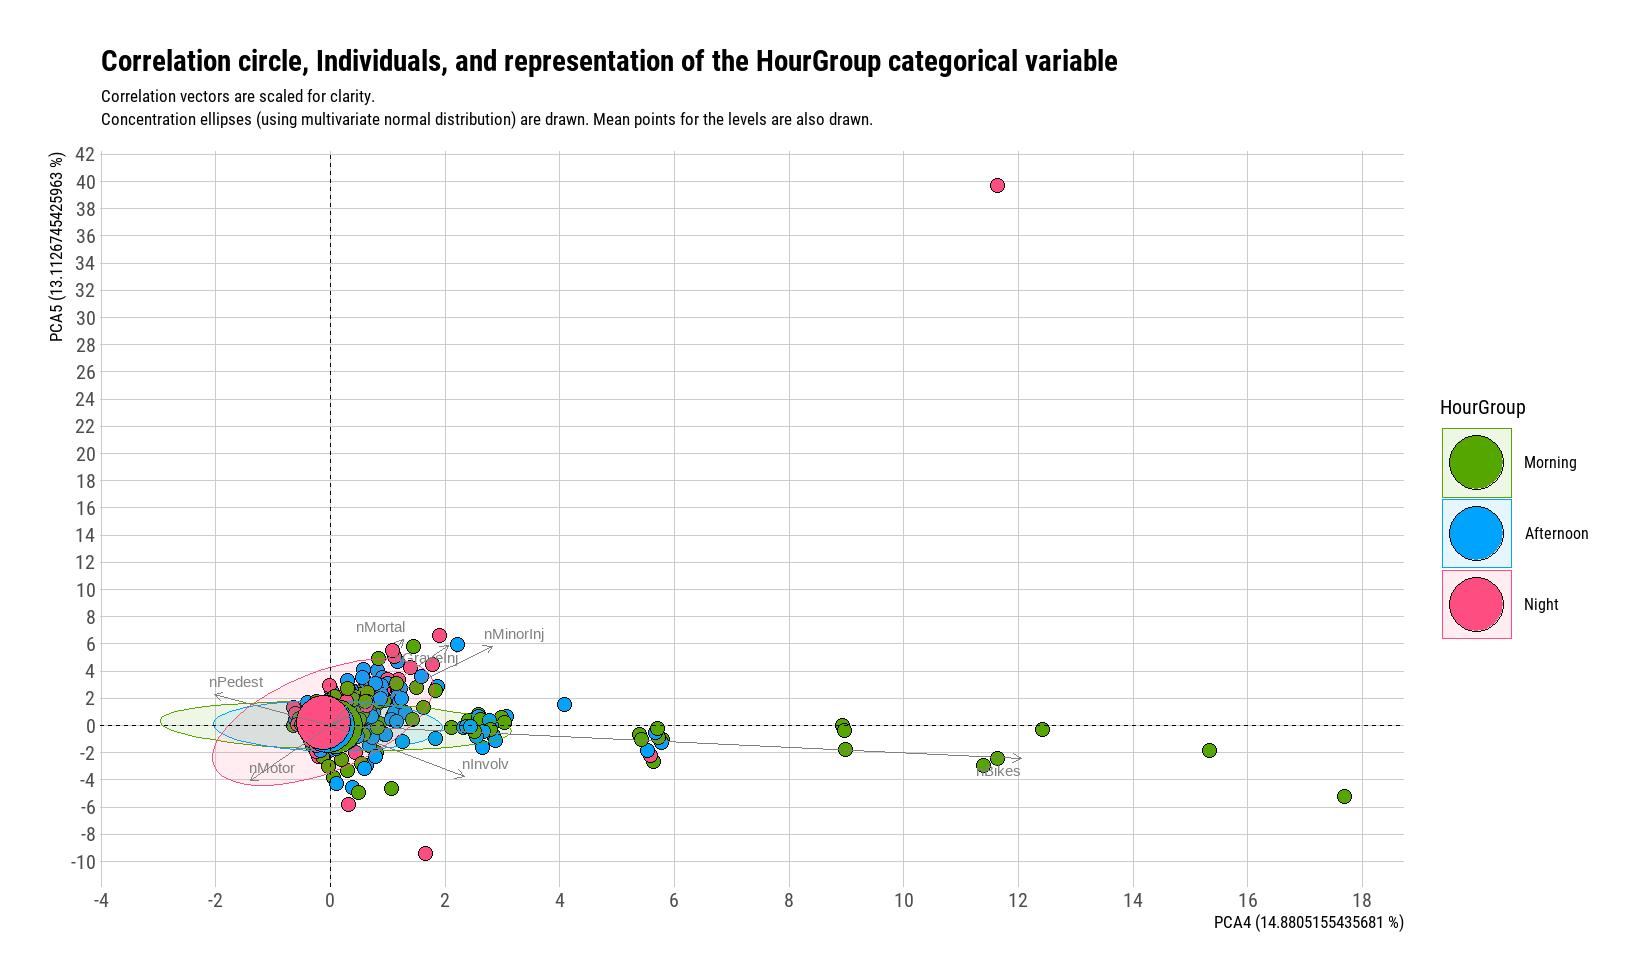 Correlation circle, Individuals, and representation of the HourGroup categorical variable
Correlation vectors are scaled for clarity.
Concentration ellipses (using multivariate normal distribution) are drawn. Mean points for the levels are also drawn.
PCA5 (13.1126745425963 %)
42
40
38
36
34
32
30
28
26
24
22
20
18
16
14
12
10
8
6
4
2
0
-2
-4
-6
-8
-10
nMortal
nMinorInj
nPedest
nMotor
nInvolv
nBikes
-4
-2
0
2
4
6
8
10
12
14
16
18
PCA4 (14.8805155435681 %)
HourGroup
Morning
Afternoon
Night